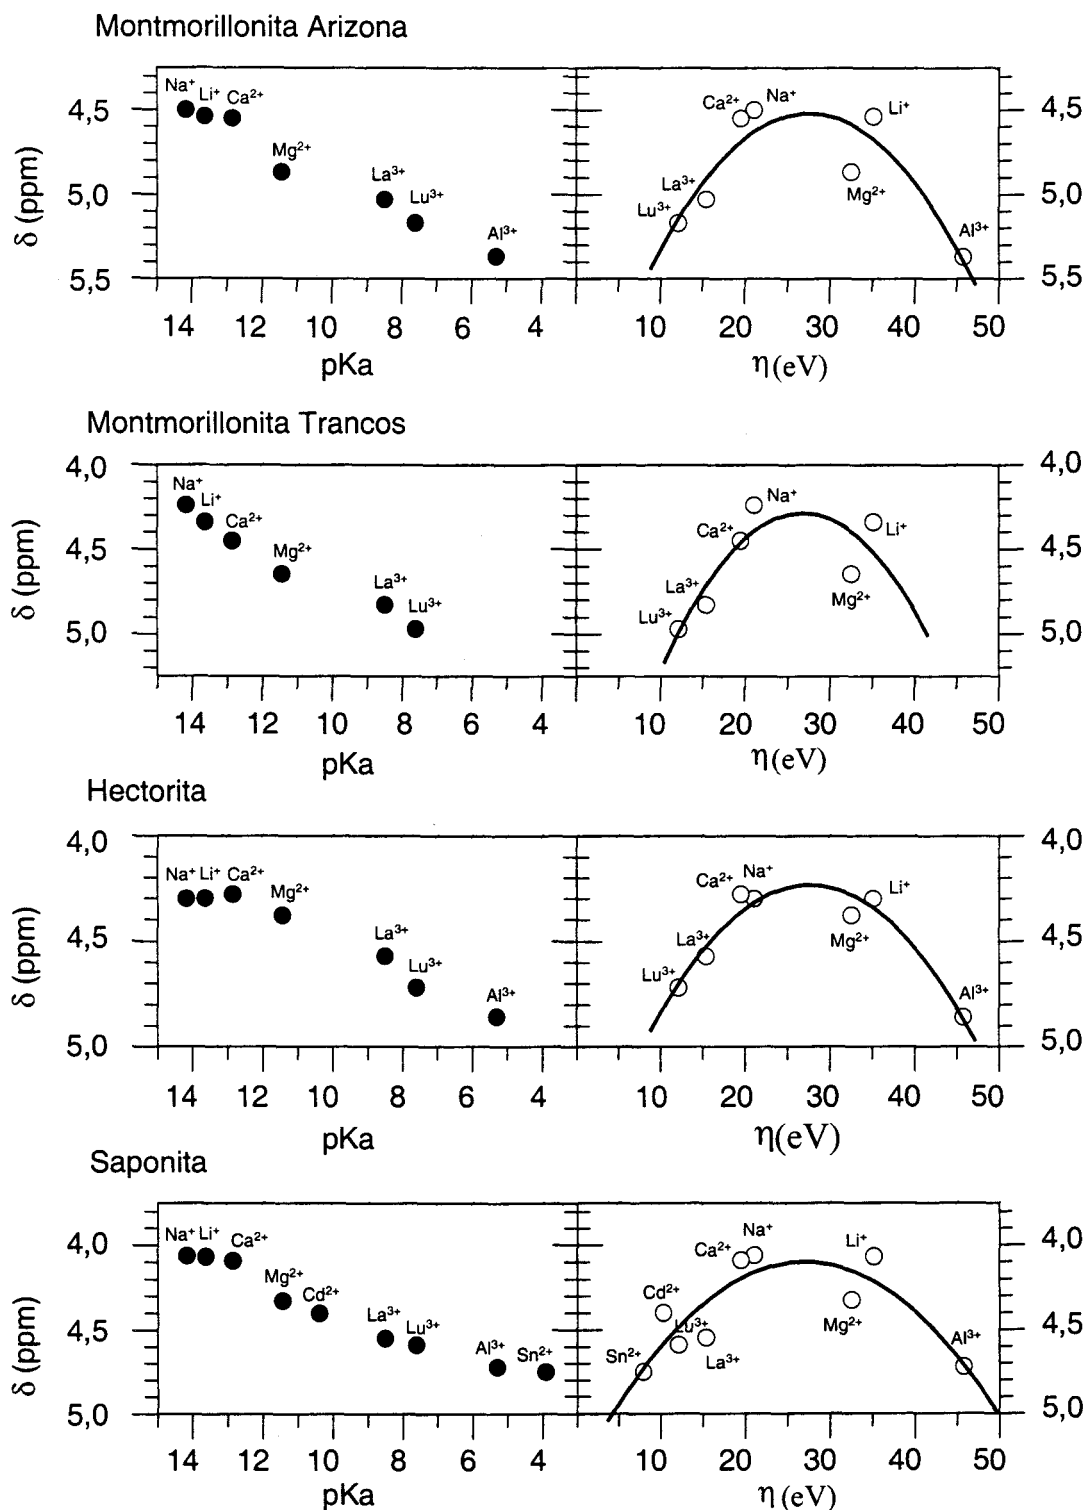 Montmorillonita Arizona
4,5
5,0
5,5
δ (ppm)
Na⁺ Li⁺ Ca²⁺
Mg²⁺
La³⁺
Lu³⁺
Al³⁺
14 12 10 8 6 4
pKa
Ca²⁺ Na⁺
Li⁺
La³⁺
Mg²⁺
Lu³⁺
Al³⁺
4,5
5,0
5,5
10 20 30 40 50
η (eV)
Montmorillonita Trancos
4,0
4,5
5,0
δ (ppm)
Na⁺
Li⁺
Ca²⁺
Mg²⁺
La³⁺
Lu³⁺
14 12 10 8 6 4
pKa
Na⁺
Ca²⁺
Li⁺
La³⁺
Mg²⁺
Lu³⁺
4,0
4,5
5,0
10 20 30 40 50
η (eV)
Hectorita
4,0
4,5
5,0
δ (ppm)
Na⁺ Li⁺ Ca²⁺
Mg²⁺
La³⁺
Lu³⁺
Al³⁺
14 12 10 8 6 4
pKa
Ca²⁺ Na⁺
Li⁺
La³⁺
Mg²⁺
Lu³⁺
Al³⁺
4,0
4,5
5,0
10 20 30 40 50
η (eV)
Saponita
4,0
4,5
5,0
δ (ppm)
Na⁺ Li⁺ Ca²⁺
Mg²⁺
Cd²⁺
La³⁺
Lu³⁺
Al³⁺ Sn²⁺
14 12 10 8 6 4
pKa
Na⁺
Ca²⁺
Li⁺
Cd²⁺
Lu³⁺
Mg²⁺
Sn²⁺
La³⁺
Al³⁺
4,0
4,5
5,0
10 20 30 40 50
η (eV)